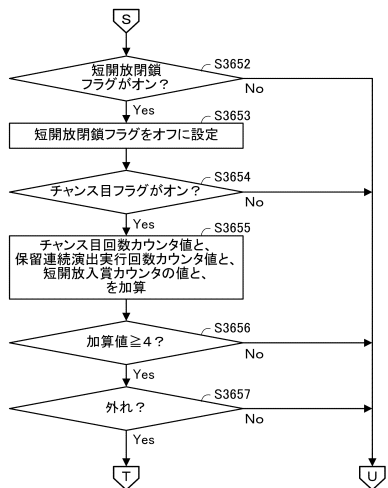 S
S3652
短開放閉鎖
フラグがオン?
No
Yes
S3653
短開放閉鎖フラグをオフに設定
S3654
チャンス目フラグがオン?
No
Yes
S3655
チャンス目回数カウンタ値と、
保留連続演出実行回数カウンタ値と、
短開放入賞カウンタの値と、
を加算
S3656
加算値≧4?
No
Yes
S3657
外れ?
No
Yes
T
U